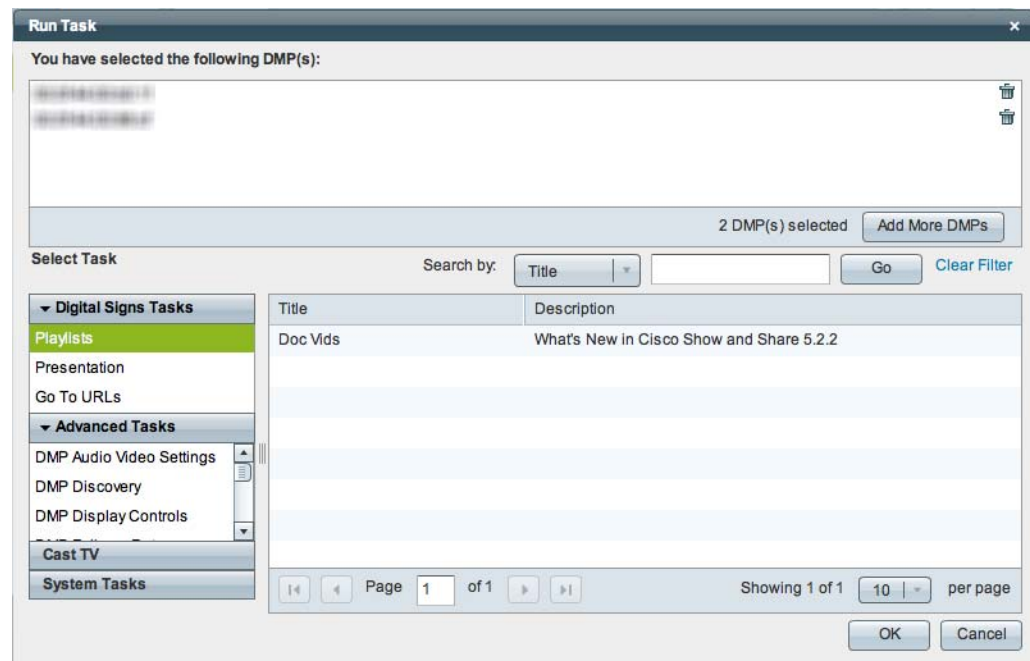 Run Task
You have selected the following DMP(s):
2 DMP(s) selected
Add More DMPs
Select Task
Search by:
Title
Go
Clear Filter
Digital Signs Tasks
Playlists
Presentation
Go To URLs
Advanced Tasks
DMP Audio Video Settings
DMP Discovery
DMP Display Controls
Cast TV
System Tasks
Title Description
Doc Vids What's New in Cisco Show and Share 5.2.2
Page 1 of 1
Showing 1 of 1 10 per page
OK
Cancel